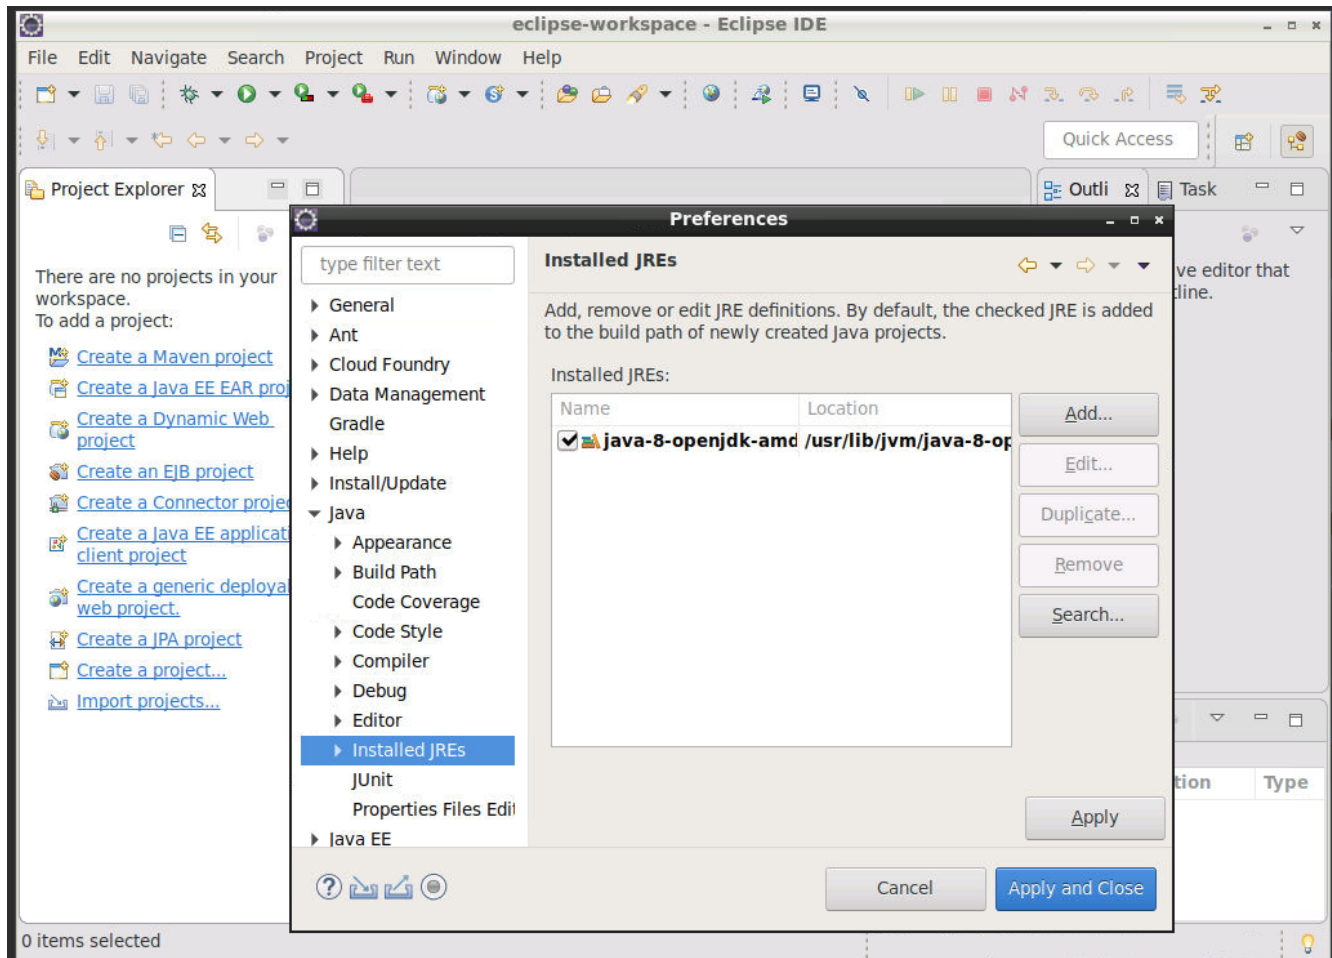 eclipse-workspace - Eclipse IDE
File Edit Navigate Search Project Run Window Help
Quick Access
Project Explorer
Outli
Task
There are no projects in your
workspace.
To add a project:
Create a Maven project
Create a Java EE EAR proj
Create a Dynamic Web
project
Create an EJB project
Create a Connector projec
Create a Java EE applicati
client project
Create a generic deployal
web project.
Create a JPA project
Create a project...
Import projects...
Preferences
type filter text
General
Ant
Cloud Foundry
Data Management
Gradle
Help
Install/Update
Java
Appearance
Build Path
Code Coverage
Code Style
Compiler
Debug
Editor
Installed JREs
JUnit
Properties Files Edit
Java EE
Installed JREs
Add, remove or edit JRE definitions. By default, the checked JRE is added
to the build path of newly created Java projects.
Installed JREs:
Name Location
java-8-openjdk-amd /usr/lib/jvm/java-8-op
Add...
Edit...
Duplicate...
Remove
Search...
Apply
Cancel
Apply and Close
ve editor that
tline.
tion Type
0 items selected